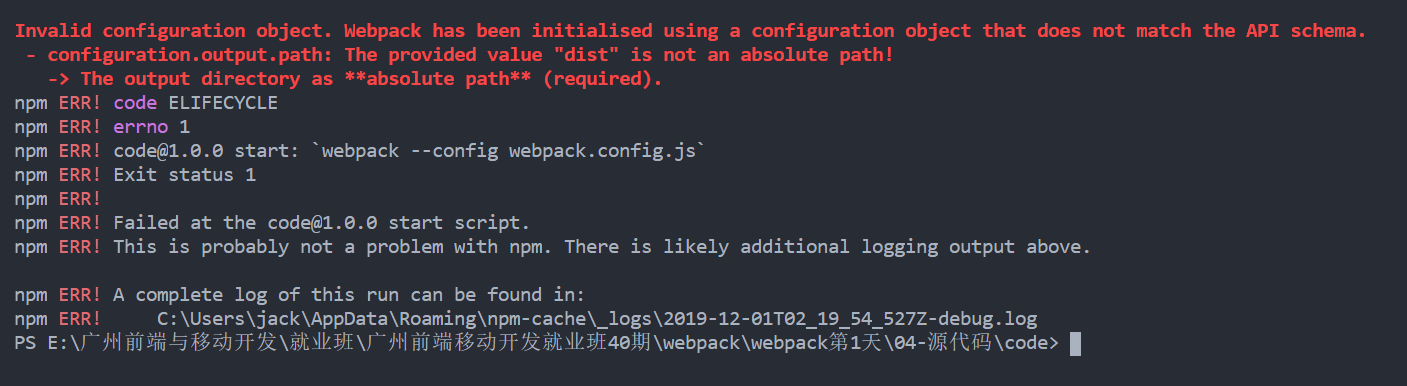 Invalid configuration object. Webpack has been initialised using a configuration object that does not match the API schema.
 - configuration.output.path: The provided value "dist" is not an absolute path!
   -> The output directory as **absolute path** (required).
npm ERR! code ELIFECYCLE
npm ERR! errno 1
npm ERR! code@1.0.0 start: `webpack --config webpack.config.js`
npm ERR! Exit status 1
npm ERR!
npm ERR! Failed at the code@1.0.0 start script.
npm ERR! This is probably not a problem with npm. There is likely additional logging output above.
npm ERR! A complete log of this run can be found in:
npm ERR!     C:\Users\jack\AppData\Roaming\npm-cache\_logs\2019-12-01T02_19_54_527Z-debug.log
PS E:\广州前端与移动开发\就业班\广州前端移动开发就业班40期\webpack\webpack第1天\04-源代码\code>